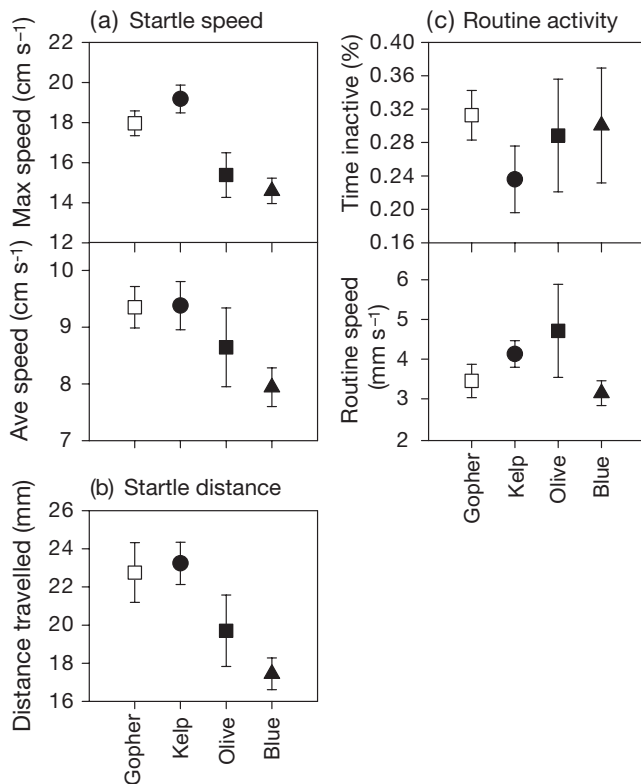 (a) Startle speed
Max speed (cm s⁻¹)
22
20
18
16
14
12
Ave speed (cm s⁻¹)
10
9
8
7
(b) Startle distance
Distance travelled (mm)
26
24
22
20
18
16
Gopher
Kelp
Olive
Blue
(c) Routine activity
Time inactive (%)
0.40
0.36
0.32
0.28
0.24
0.20
0.16
Routine speed
(mm s⁻¹)
6
5
4
3
2
Gopher
Kelp
Olive
Blue